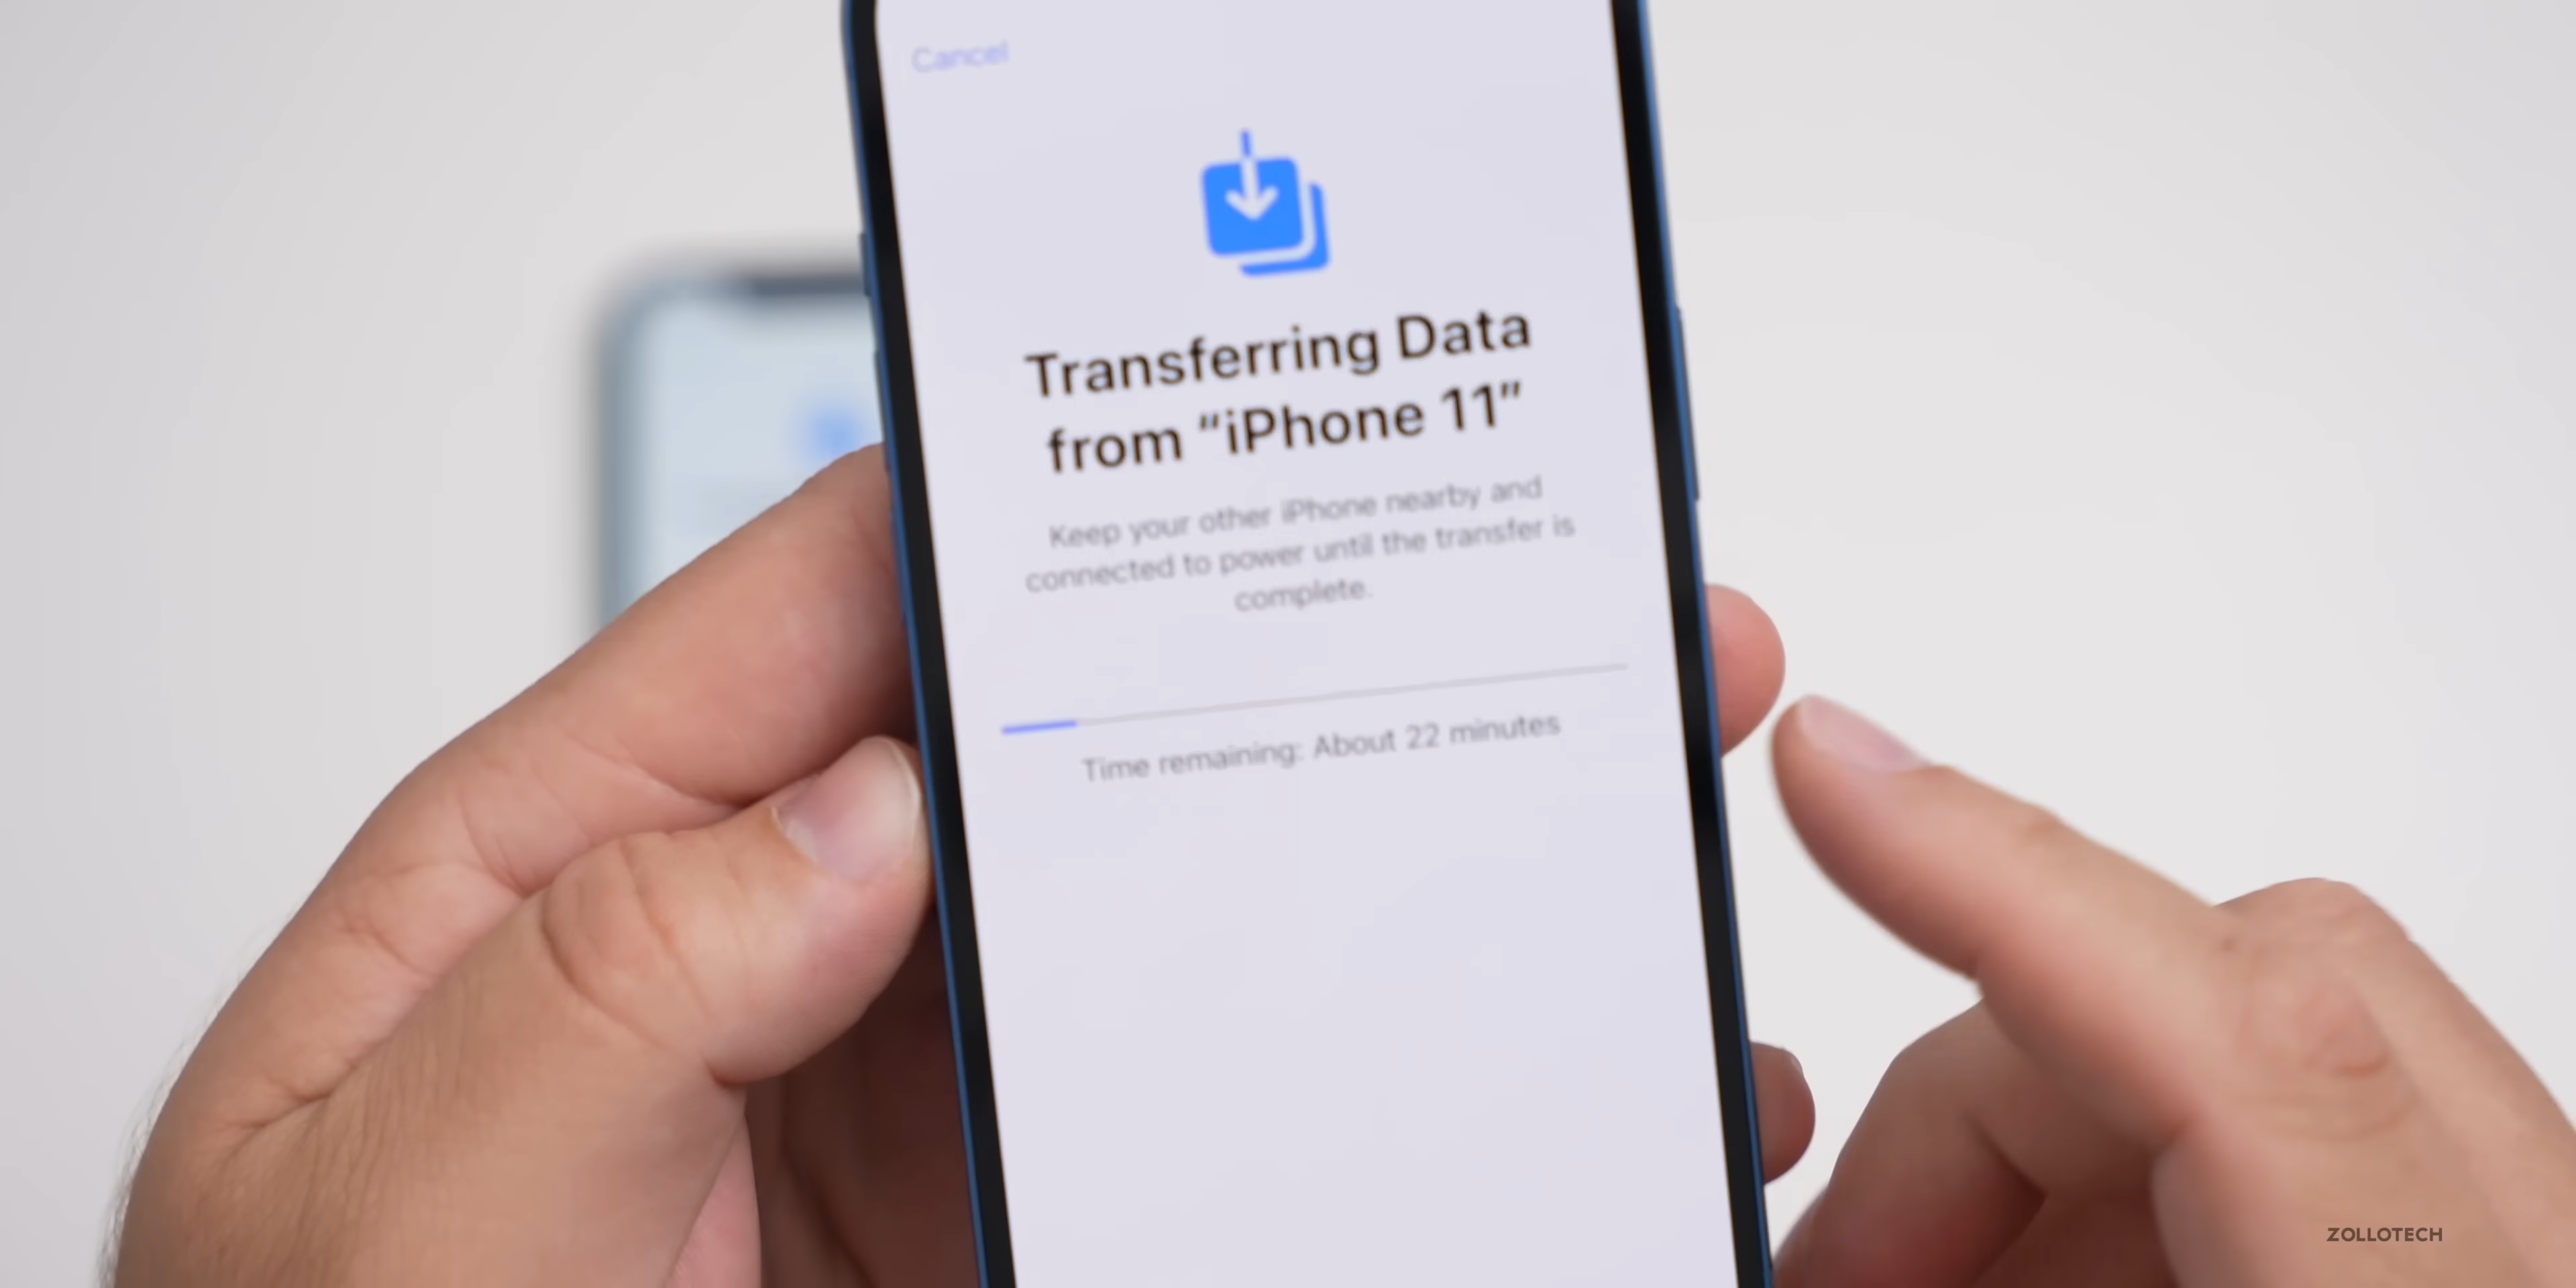 Cancel
Transferring Data
from “iPhone 11”
Keep your other iPhone nearby and
connected to power until the transfer is
complete.
Time remaining: About 22 minutes
ZOLLOTECH